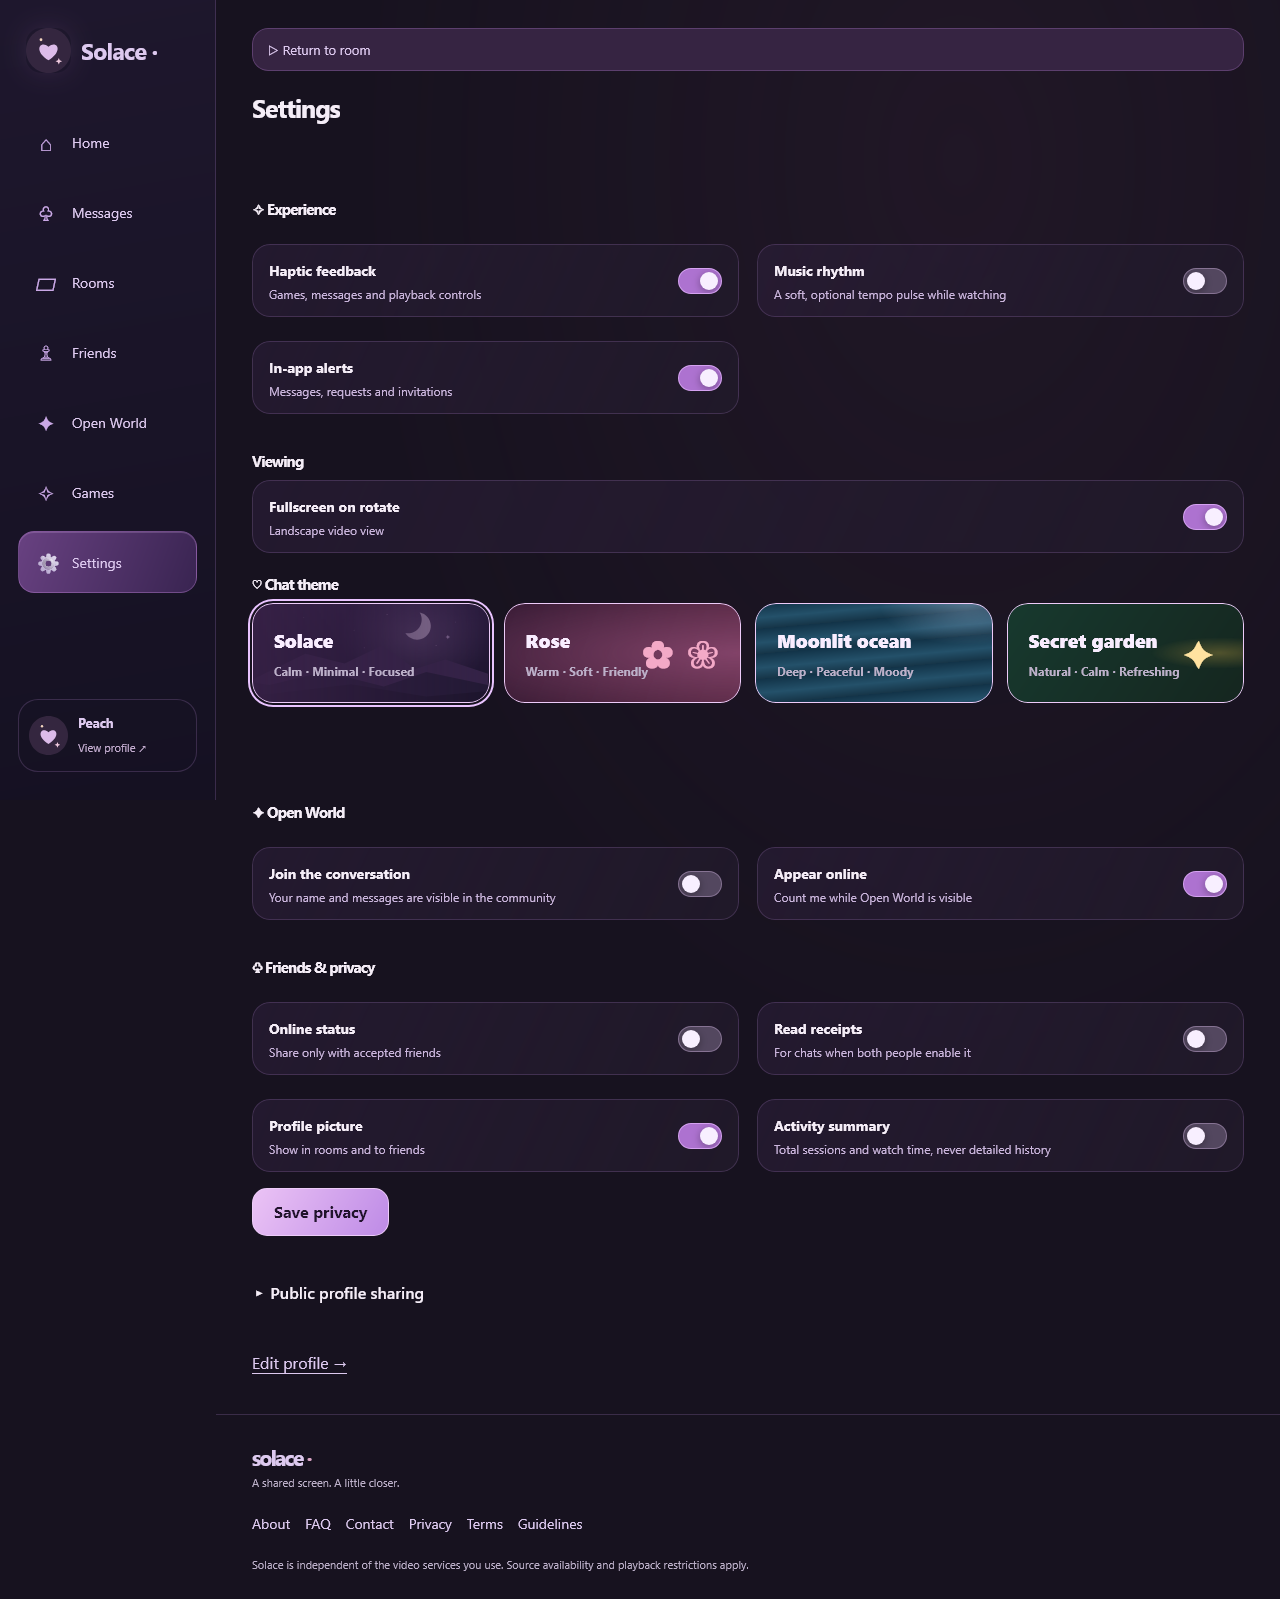 Solace ·
Home
Messages
Rooms
Friends
Open World
Games
Settings
Peach
View profile ↗
▷ Return to room
Settings
✧ Experience
Haptic feedback
Games, messages and playback controls
Music rhythm
A soft, optional tempo pulse while watching
In-app alerts
Messages, requests and invitations
Viewing
Fullscreen on rotate
Landscape video view
♡ Chat theme
Solace
Calm · Minimal · Focused
Rose
Warm · Soft · Friendly
Moonlit ocean
Deep · Peaceful · Moody
Secret garden
Natural · Calm · Refreshing
✦ Open World
Join the conversation
Your name and messages are visible in the community
Appear online
Count me while Open World is visible
♧ Friends & privacy
Online status
Share only with accepted friends
Read receipts
For chats when both people enable it
Profile picture
Show in rooms and to friends
Activity summary
Total sessions and watch time, never detailed history
Save privacy
▸ Public profile sharing
Edit profile →
solace ·
A shared screen. A little closer.
About FAQ Contact Privacy Terms Guidelines
Solace is independent of the video services you use. Source availability and playback restrictions apply.